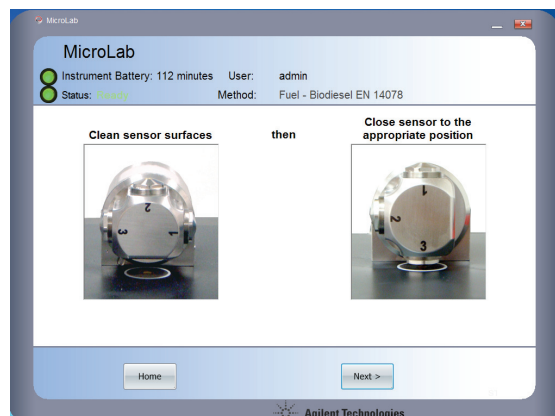 MicroLab
MicroLab
Instrument Battery: 112 minutes User: admin
Status: Ready Method: Fuel - Biodiesel EN 14078
Clean sensor surfaces then Close sensor to the
appropriate position
2 3 1
1 2 3
Home Next >
Agilent Technologies